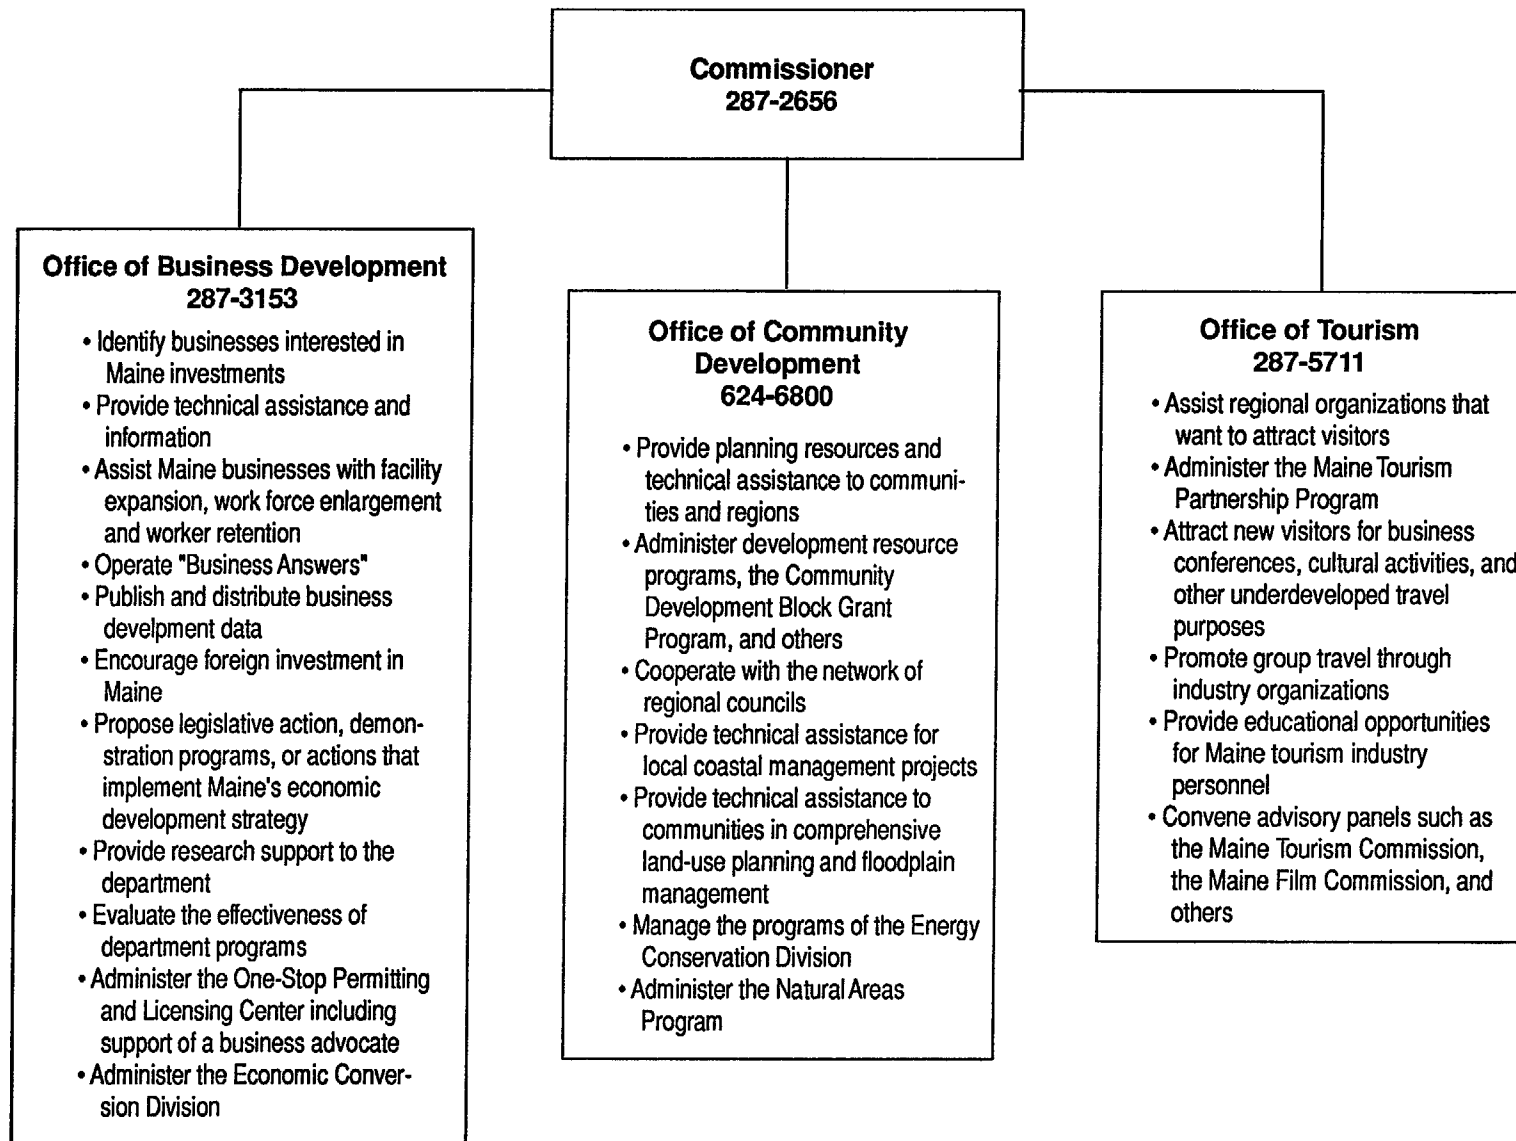 Commissioner
287-2656
Office of Business Development
287-3153
• Identify businesses interested in
Maine investments
• Provide technical assistance and
information
• Assist Maine businesses with facility
expansion, work force enlargement
and worker retention
• Operate "Business Answers"
• Publish and distribute business
develpment data
• Encourage foreign investment in
Maine
• Propose legislative action, demon-
stration programs, or actions that
implement Maine's economic
development strategy
• Provide research support to the
department
• Evaluate the effectiveness of
department programs
• Administer the One-Stop Permitting
and Licensing Center including
support of a business advocate
• Administer the Economic Conver-
sion Division
Office of Community
Development
624-6800
• Provide planning resources and
technical assistance to communi-
ties and regions
• Administer development resource
programs, the Community
Development Block Grant
Program, and others
• Cooperate with the network of
regional councils
• Provide technical assistance for
local coastal management projects
• Provide technical assistance to
communities in comprehensive
land-use planning and floodplain
management
• Manage the programs of the Energy
Conservation Division
• Administer the Natural Areas
Program
Office of Tourism
287-5711
• Assist regional organizations that
want to attract visitors
• Administer the Maine Tourism
Partnership Program
• Attract new visitors for business
conferences, cultural activities, and
other underdeveloped travel
purposes
• Promote group travel through
industry organizations
• Provide educational opportunities
for Maine tourism industry
personnel
• Convene advisory panels such as
the Maine Tourism Commission,
the Maine Film Commission, and
others